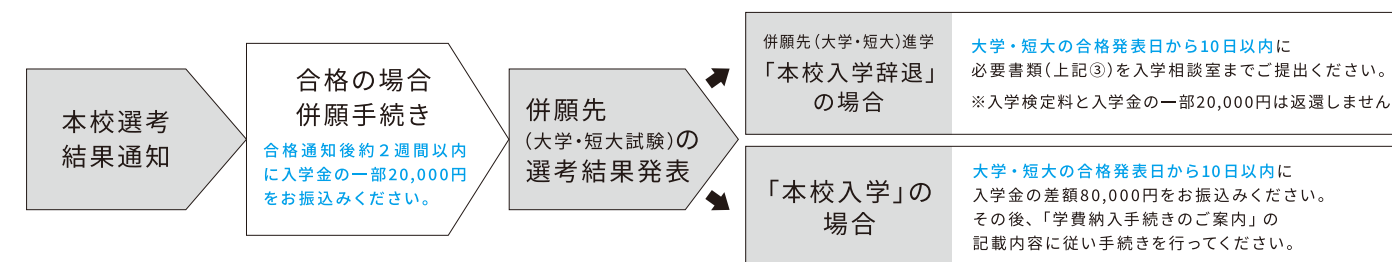 本校選考
結果通知
合格の場合
併願手続き
合格通知後約2週間以内
に入学金の一部20,000円
をお振込みください。
併願先
(大学・短大試験)の
選考結果発表
併願先(大学・短大)進学
「本校入学辞退」
の場合
大学・短大の合格発表日から10日以内に
必要書類(上記③)を入学相談室までご提出ください。
※入学検定料と入学金の一部20,000円は返還しません
「本校入学」の
場合
大学・短大の合格発表日から10日以内に
入学金の差額80,000円をお振込みください。
その後、「学費納入手続きのご案内」の
記載内容に従い手続きを行ってください。